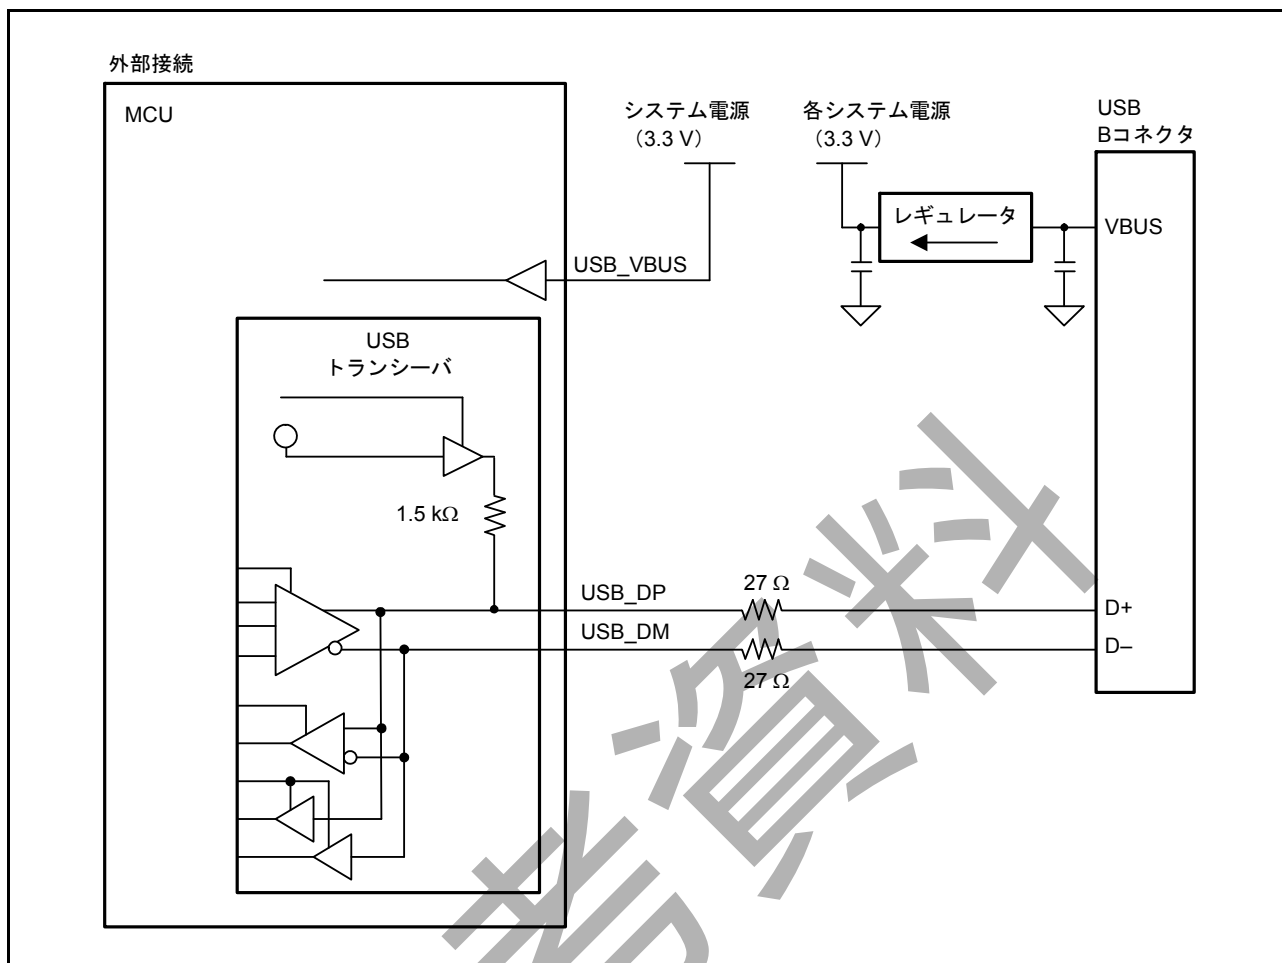 外部接続
MCU
システム電源
（3.3 V）
各システム電源
（3.3 V）
USB
Bコネクタ
レギュレータ
VBUS
USB_VBUS
USB
トランシーバ
1.5 kΩ
USB_DP
27 Ω
D+
USB_DM
27 Ω
D–
考資料